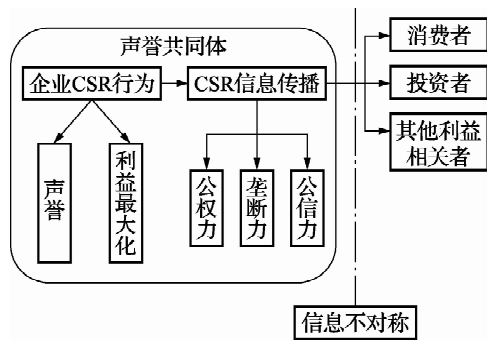 声誉共同体
企业CSR行为
CSR信息传播
消费者
投资者
其他利益
相关者
声誉
利益最大化
公权力
垄断力
公信力
信息不对称